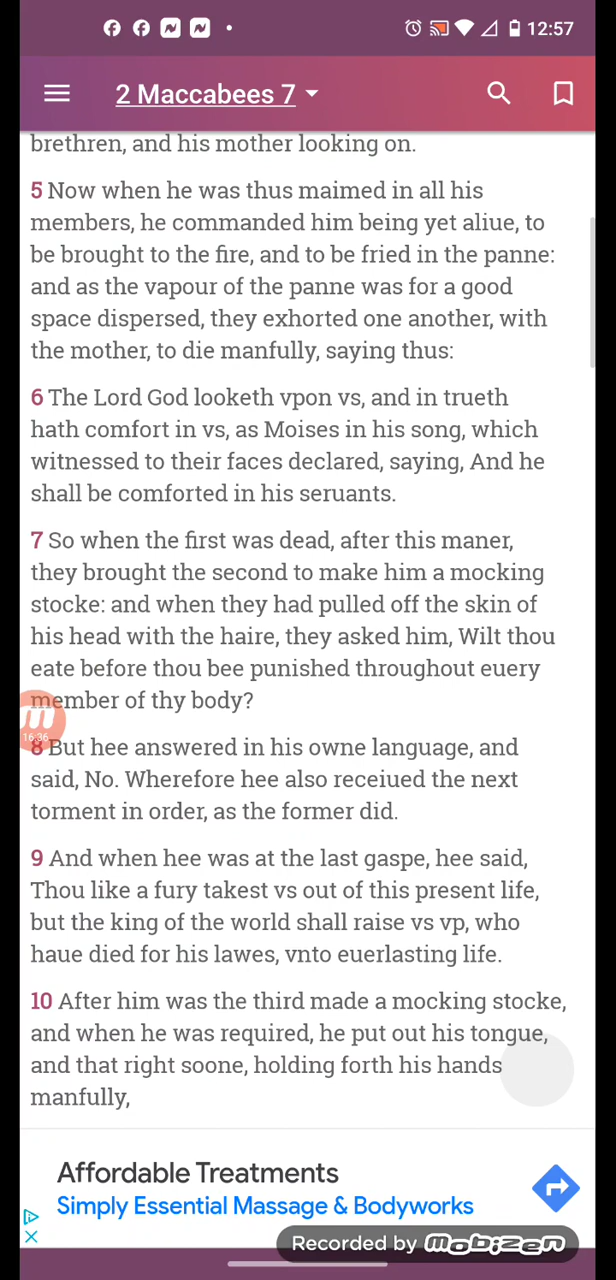 12:57
2 Maccabees 7
brethren, and his mother looking on.
5 Now when he was thus maimed in all his
members, he commanded him being yet aliue, to
be brought to the fire, and to be fried in the panne:
and as the vapour of the panne was for a good
space dispersed, they exhorted one another, with
the mother, to die manfully, saying thus:
6 The Lord God looketh vpon vs, and in trueth
hath comfort in vs, as Moises in his song, which
witnessed to their faces declared, saying, And he
shall be comforted in his seruants.
7 So when the first was dead, after this maner,
they brought the second to make him a mocking
stocke: and when they had pulled off the skin of
his head with the haire, they asked him, Wilt thou
eate before thou bee punished throughout euery
member of thy body?
16:36
8 But hee answered in his owne language, and
said, No. Wherefore hee also receiued the next
torment in order, as the former did.
9 And when hee was at the last gaspe, hee said,
Thou like a fury takest vs out of this present life,
but the king of the world shall raise vs vp, who
haue died for his lawes, vnto euerlasting life.
10 After him was the third made a mocking stocke,
and when he was required, he put out his tongue,
and that right soone, holding forth his hands
manfully,
Affordable Treatments
Simply Essential Massage & Bodyworks
Recorded by mobizen